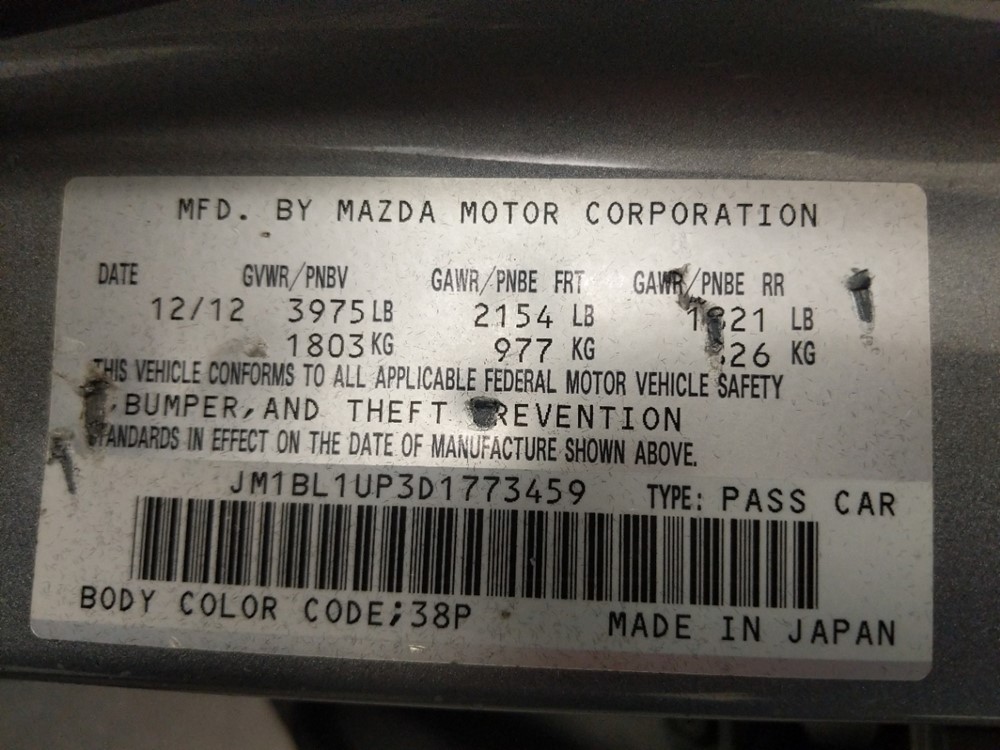 MFD. BY MAZDA MOTOR CORPORATION
DATE GVWR/PNBV GAWR/PNBE FRT GAWR/PNBE RR
12/12 3975 LB 2154 LB 1821 LB
1803 KG 977 KG KG
THIS VEHICLE CONFORMS TO ALL APPLICABLE FEDERAL MOTOR VEHICLE SAFETY
,BUMPER,AND THEFT PREVENTION
STANDARDS IN EFFECT ON THE DATE OF MANUFACTURE SHOWN ABOVE.
JM1BL1UP3D1773459 TYPE: PASS CAR
BODY COLOR CODE;38P MADE IN JAPAN